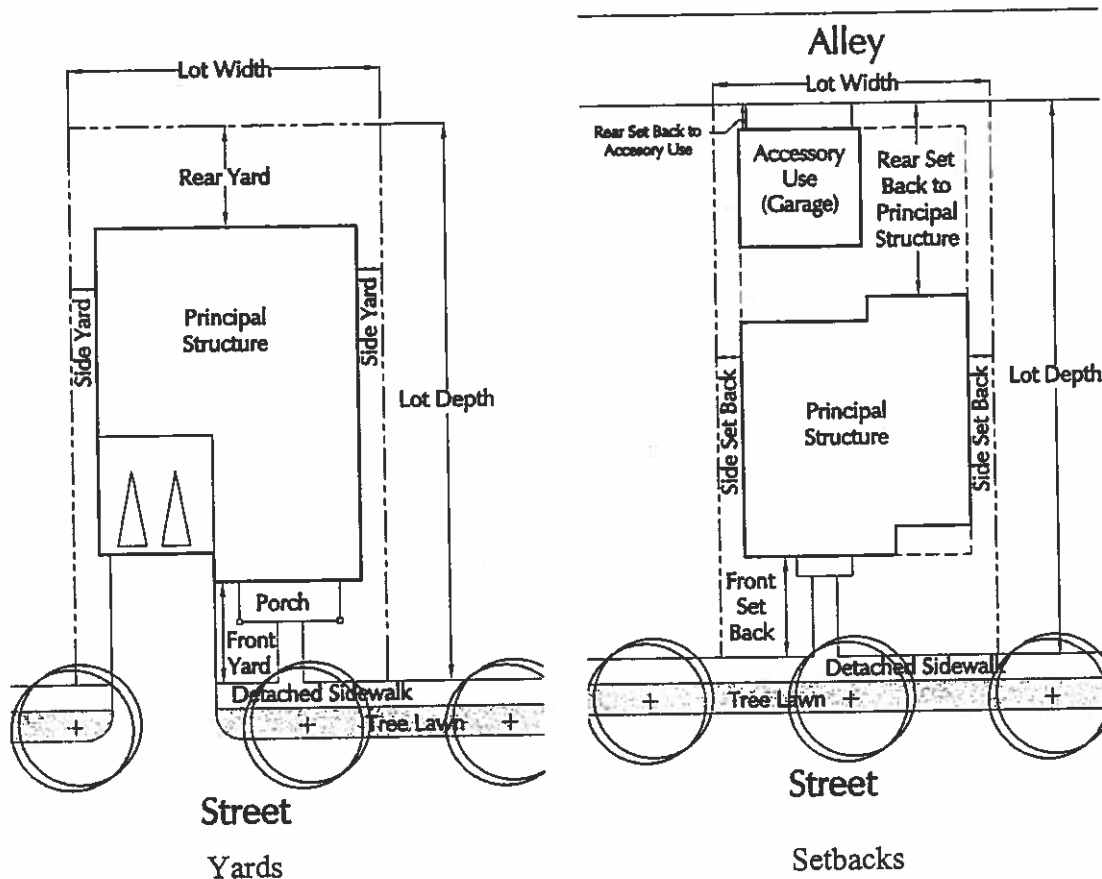 Lot Width
Rear Yard
Side Yard
Principal
Structure
Side Yard
Lot Depth
Porch
Front
Yard
Detached Sidewalk
Tree Lawn
Street
Yards
Alley
Lot Width
Rear Set Back to
Accesory Use
Accessory
Use
(Garage)
Rear Set
Back to
Principal
Structure
Side Set Back
Principal
Structure
Side Set Back
Lot Depth
Front
Set
Back
Detached Sidewalk
Tree Lawn
Street
Setbacks